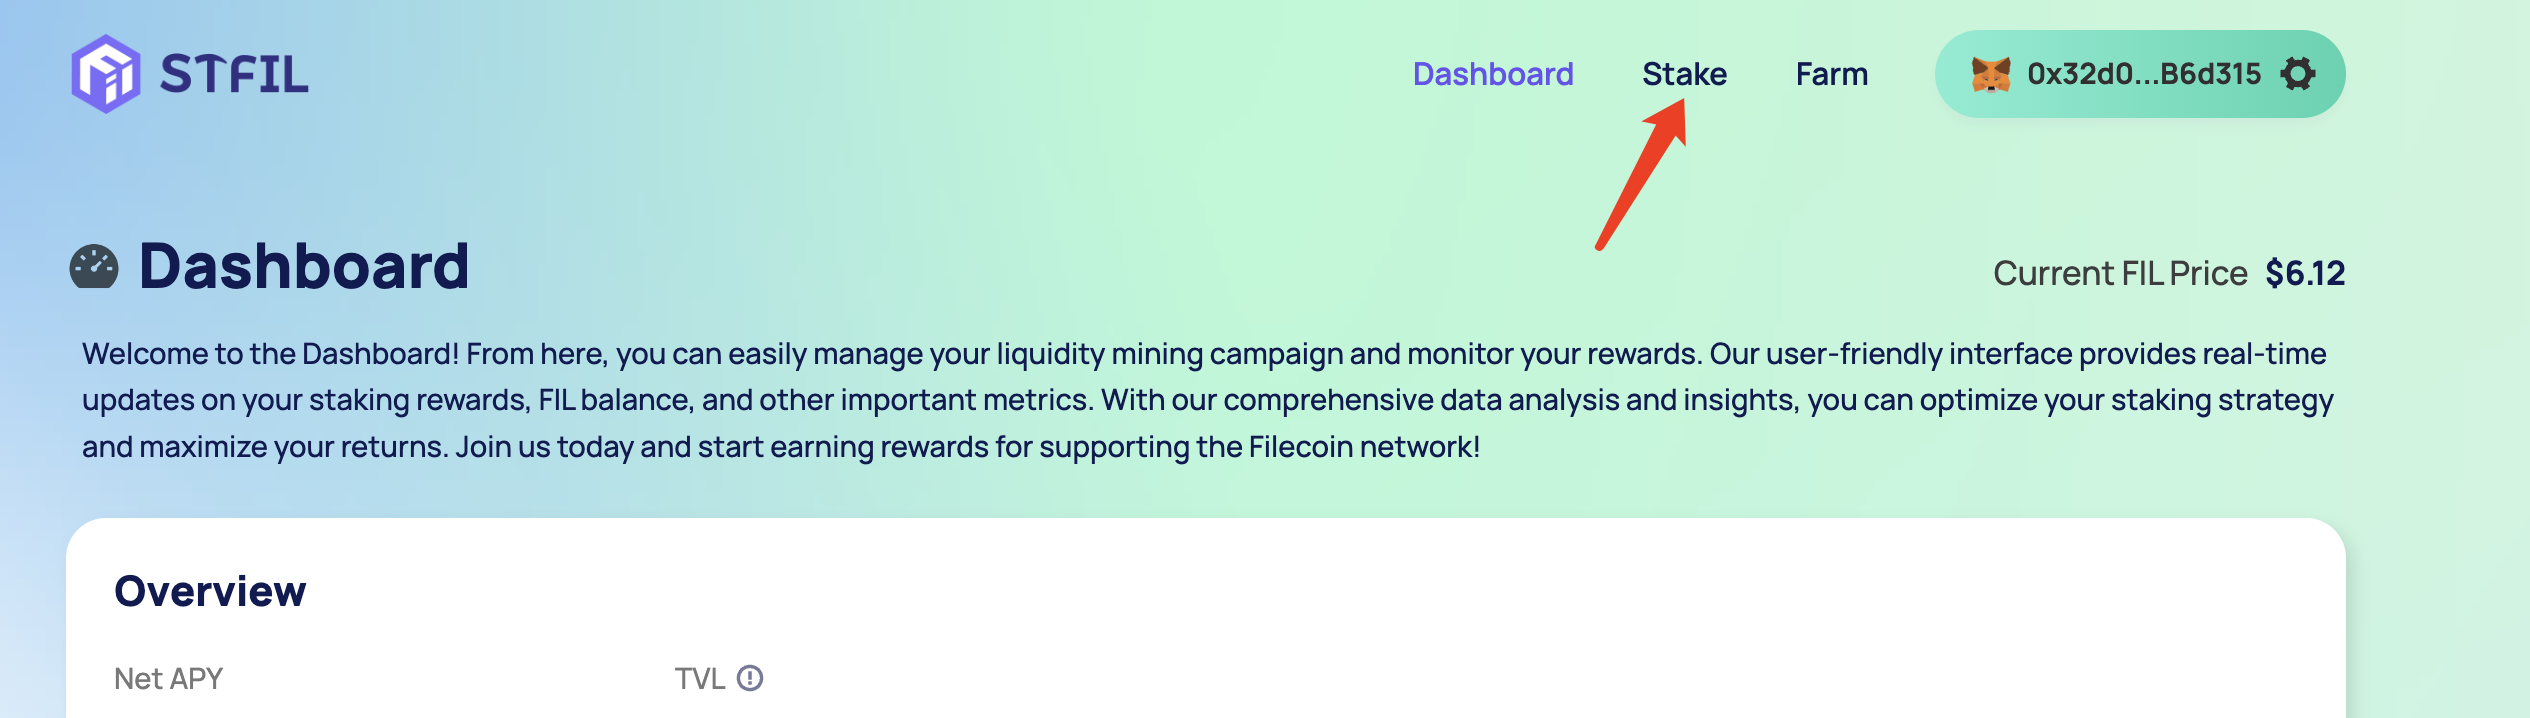 STFIL
Dashboard Stake Farm 0x32d0...B6d315
Dashboard
Current FIL Price $6.12
Welcome to the Dashboard! From here, you can easily manage your liquidity mining campaign and monitor your rewards. Our user-friendly interface provides real-time
updates on your staking rewards, FIL balance, and other important metrics. With our comprehensive data analysis and insights, you can optimize your staking strategy
and maximize your returns. Join us today and start earning rewards for supporting the Filecoin network!
Overview
Net APY TVL